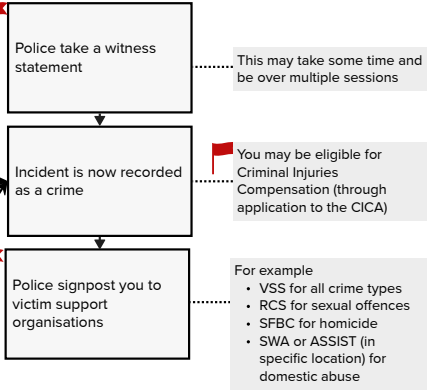 Police take a witness
statement
This may take some time and
be over multiple sessions
Incident is now recorded
as a crime
You may be eligible for
Criminal Injuries
Compensation (through
application to the CICA)
Police signpost you to
victim support
organisations
For example
• VSS for all crime types
• RCS for sexual offences
• SFBC for homicide
• SWA or ASSIST (in
specific location) for
domestic abuse